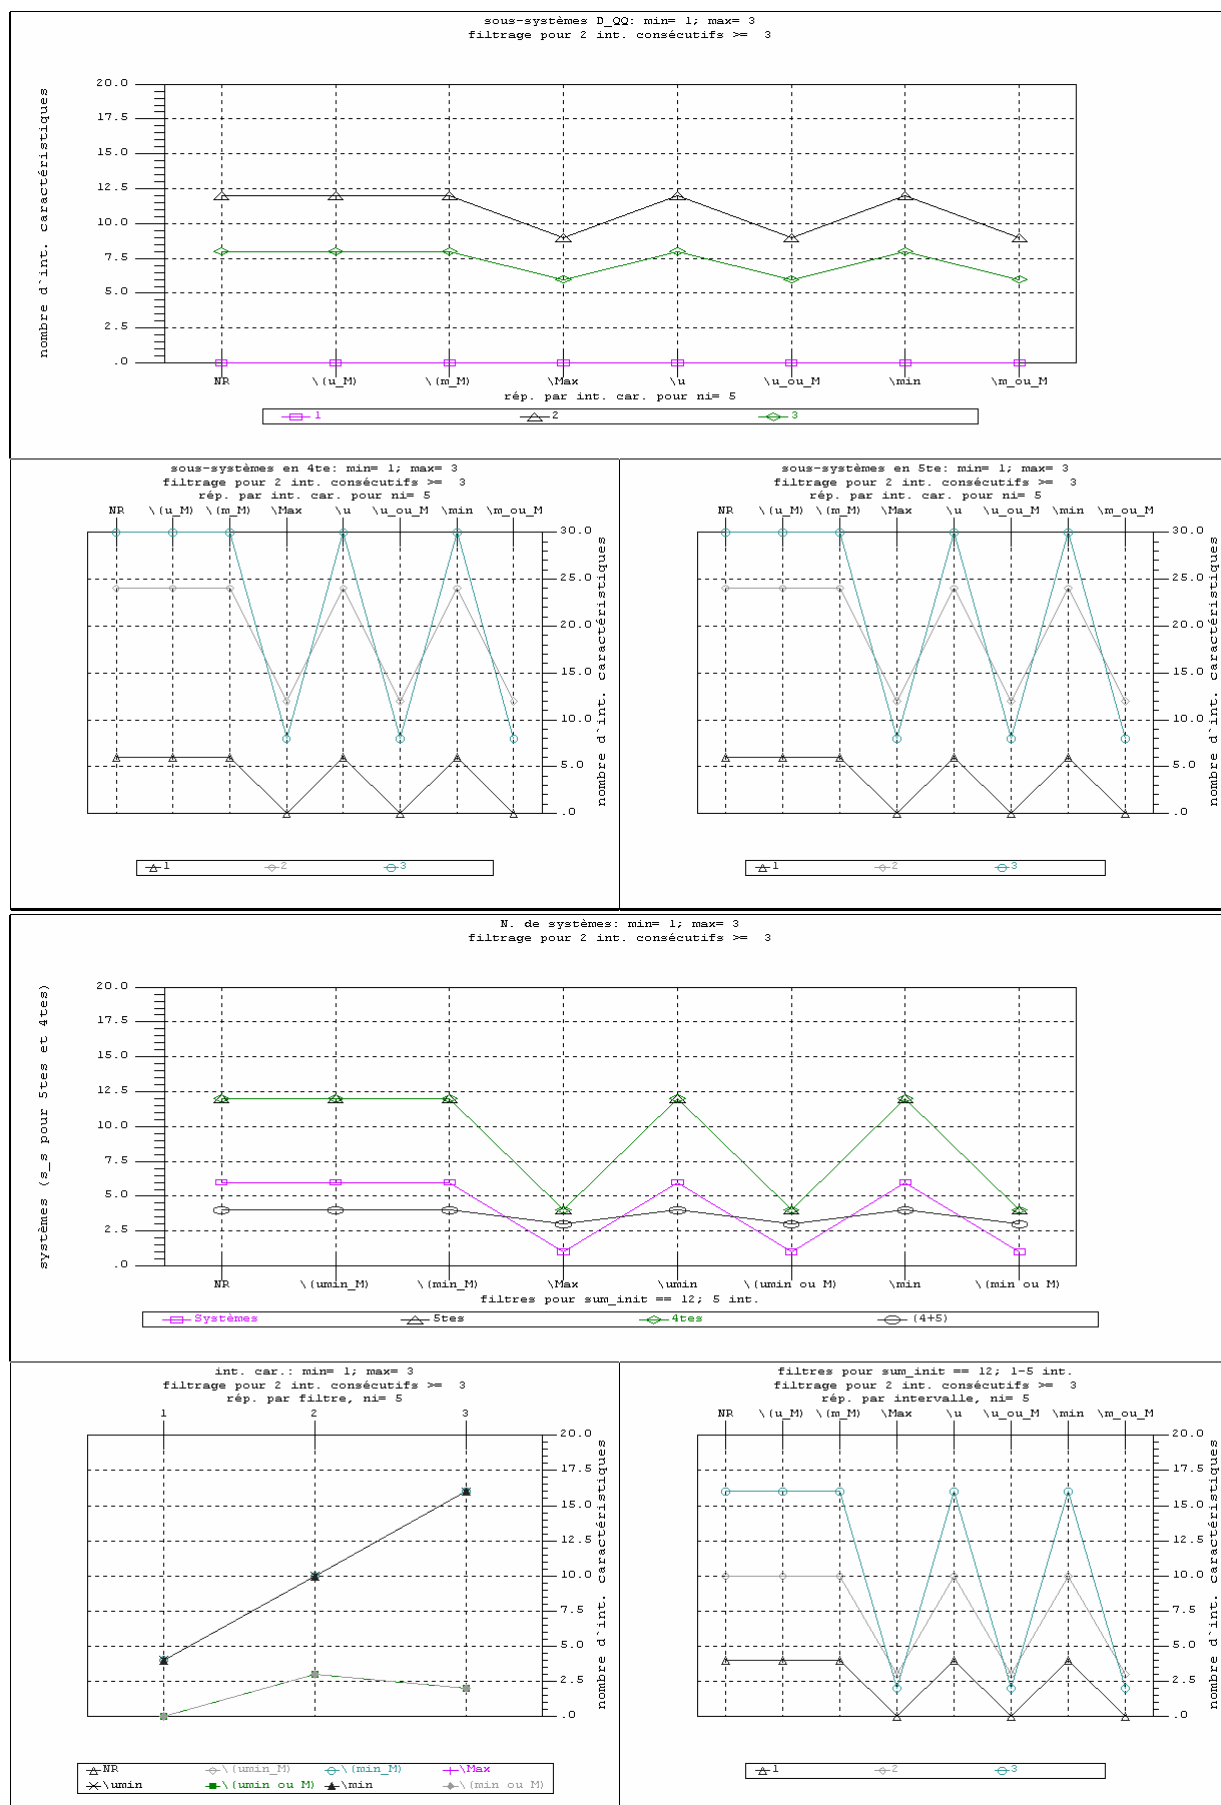 sous-systèmes D_QQ: min= 1; max= 3
filtrage pour 2 int. consécutifs >=  3
nombre d`int. caractéristiques
20.0
17.5
15.0
12.5
10.0
7.5
5.0
2.5
.0
NR \(u_M) \(m_M) \Max \u \u_ou_M \min \m_ou_M
rép. par int. car. pour ni= 5
1 2 3
sous-systèmes en 4te: min= 1; max= 3
filtrage pour 2 int. consécutifs >=  3
rép. par int. car. pour ni= 5
NR \(u_M) \(m_M) \Max \u \u_ou_M \min \m_ou_M
30.0
25.0
20.0
15.0
10.0
5.0
.0
nombre d`int. caractéristiques
1 2 3
sous-systèmes en 5te: min= 1; max= 3
filtrage pour 2 int. consécutifs >=  3
rép. par int. car. pour ni= 5
NR \(u_M) \(m_M) \Max \u \u_ou_M \min \m_ou_M
30.0
25.0
20.0
15.0
10.0
5.0
.0
nombre d`int. caractéristiques
1 2 3
N. de systèmes: min= 1; max= 3
filtrage pour 2 int. consécutifs >=  3
systèmes (s_s pour 5tes et 4tes)
20.0
17.5
15.0
12.5
10.0
7.5
5.0
2.5
.0
NR \(umin_M) \(min_M) \Max \umin \(umin ou M) \min \(min ou M)
filtres pour sum_init == 12; 5 int.
Systèmes 5tes 4tes (4+5)
int. car.: min= 1; max= 3
filtrage pour 2 int. consécutifs >=  3
rép. par filtre, ni= 5
1 2 3
20.0
17.5
15.0
12.5
10.0
7.5
5.0
2.5
.0
nombre d`int. caractéristiques
NR \(umin_M) \(min_M) \Max
\umin \(umin ou M) \min \(min ou M)
filtres pour sum_init == 12; 1-5 int.
filtrage pour 2 int. consécutifs >=  3
rép. par intervalle, ni= 5
NR \(u_M) \(m_M) \Max \u \u_ou_M \min \m_ou_M
20.0
17.5
15.0
12.5
10.0
7.5
5.0
2.5
.0
nombre d`int. caractéristiques
1 2 3